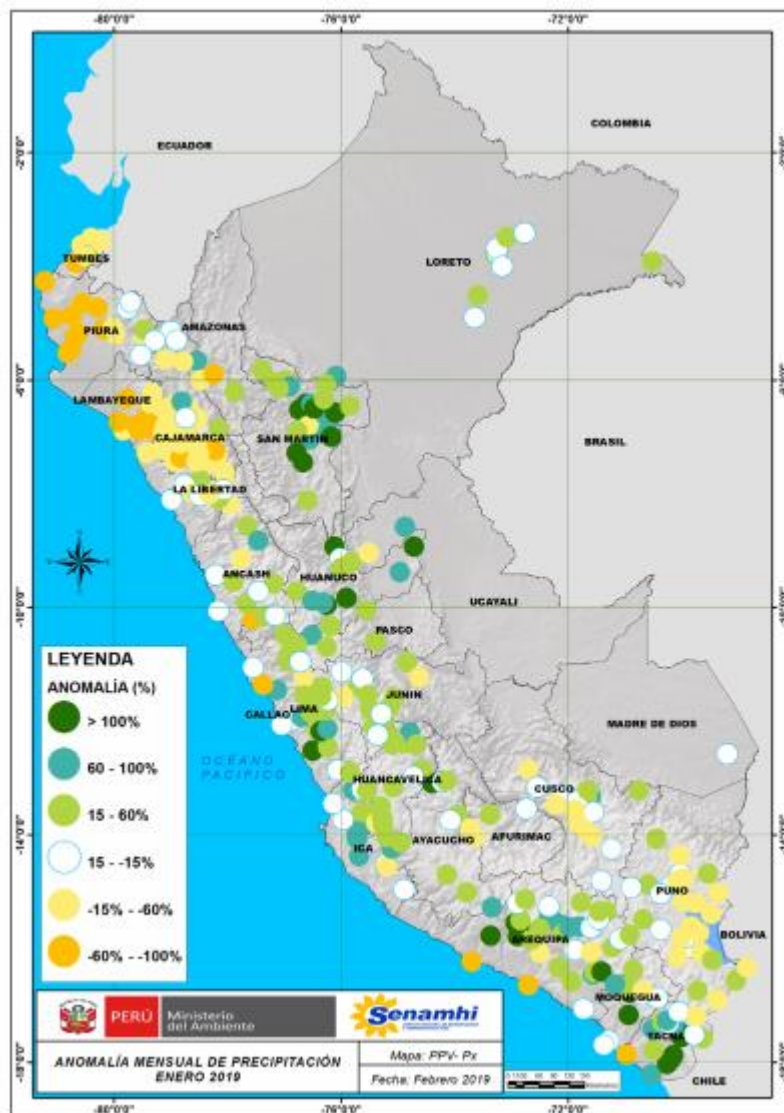 -80°0'0" -76°0'0" -72°0'0"
COLOMBIA
ECUADOR
-2°0'0"
TUMBES
LORETO
PIURA
AMAZONAS
-6°0'0"
LAMBAYEQUE
CAJAMARCA
SAN MARTIN
BRASIL
LA LIBERTAD
ANCASH
HUANUCO
UCAYALI
-10°0'0"
PASCO
LEYENDA
ANOMALÍA (%)
> 100%
60 - 100%
15 - 60%
15 - -15%
-15% - -60%
-60% - -100%
LIMA
JUNIN
CALLAO
MADRE DE DIOS
OCÉANO
PACIFICO
HUANCAVELICA
CUSCO
-14°0'0"
AYACUCHO
APURIMAC
ICA
PUNO
AREQUIPA
BOLIVIA
MOQUEGUA
TACNA
CHILE
PERÚ
Ministerio
del Ambiente
Senamhi
ANOMALÍA MENSUAL DE PRECIPITACIÓN
ENERO 2019
Mapa: PPV- Px
Fecha: Febrero 2019
-18°0'0"
-80°0'0" -76°0'0" -72°0'0"